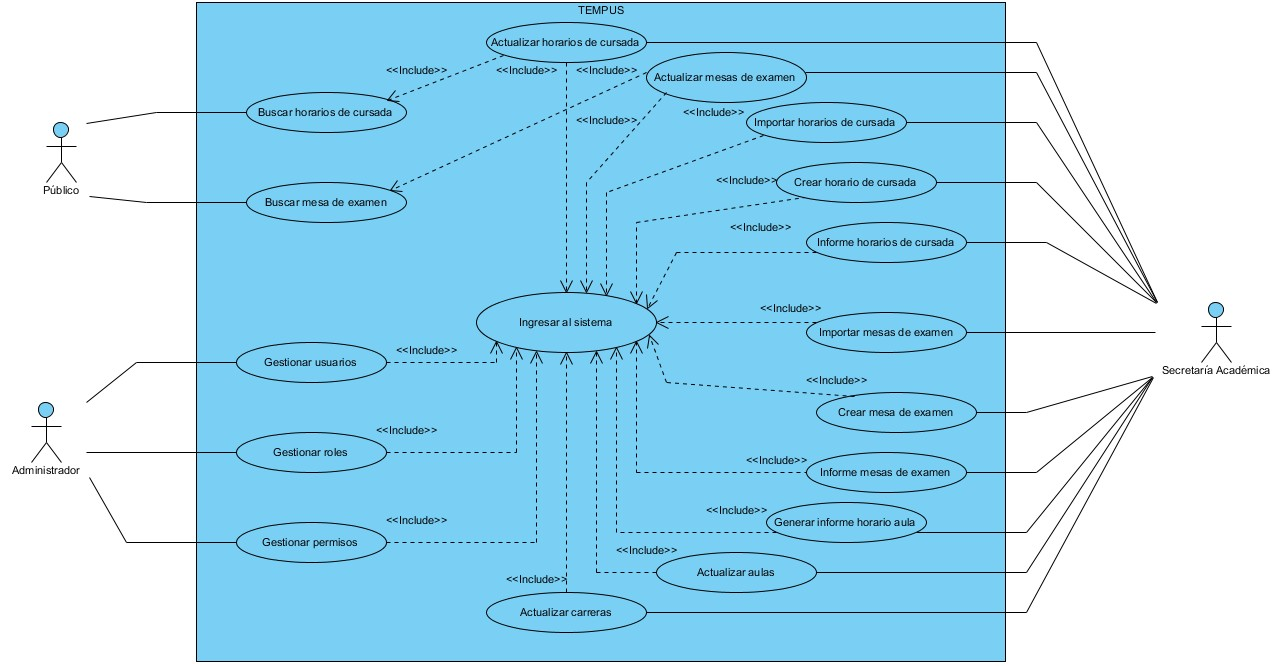 TEMPUS
Actualizar horarios de cursada
<<Include>>
<<Include>>
<<Include>>
Actualizar mesas de examen
Buscar horarios de cursada
<<Include>>
<<Include>>
Importar horarios de cursada
Público
Buscar mesa de examen
<<Include>>
Crear horario de cursada
<<Include>>
Informe horarios de cursada
Ingresar al sistema
<<Include>>
Importar mesas de examen
Secretaría Académica
Gestionar usuarios
<<Include>>
<<Include>>
Crear mesa de examen
Administrador
Gestionar roles
<<Include>>
<<Include>>
Informe mesas de examen
Gestionar permisos
<<Include>>
<<Include>>
Generar informe horario aula
<<Include>>
Actualizar aulas
<<Include>>
Actualizar carreras